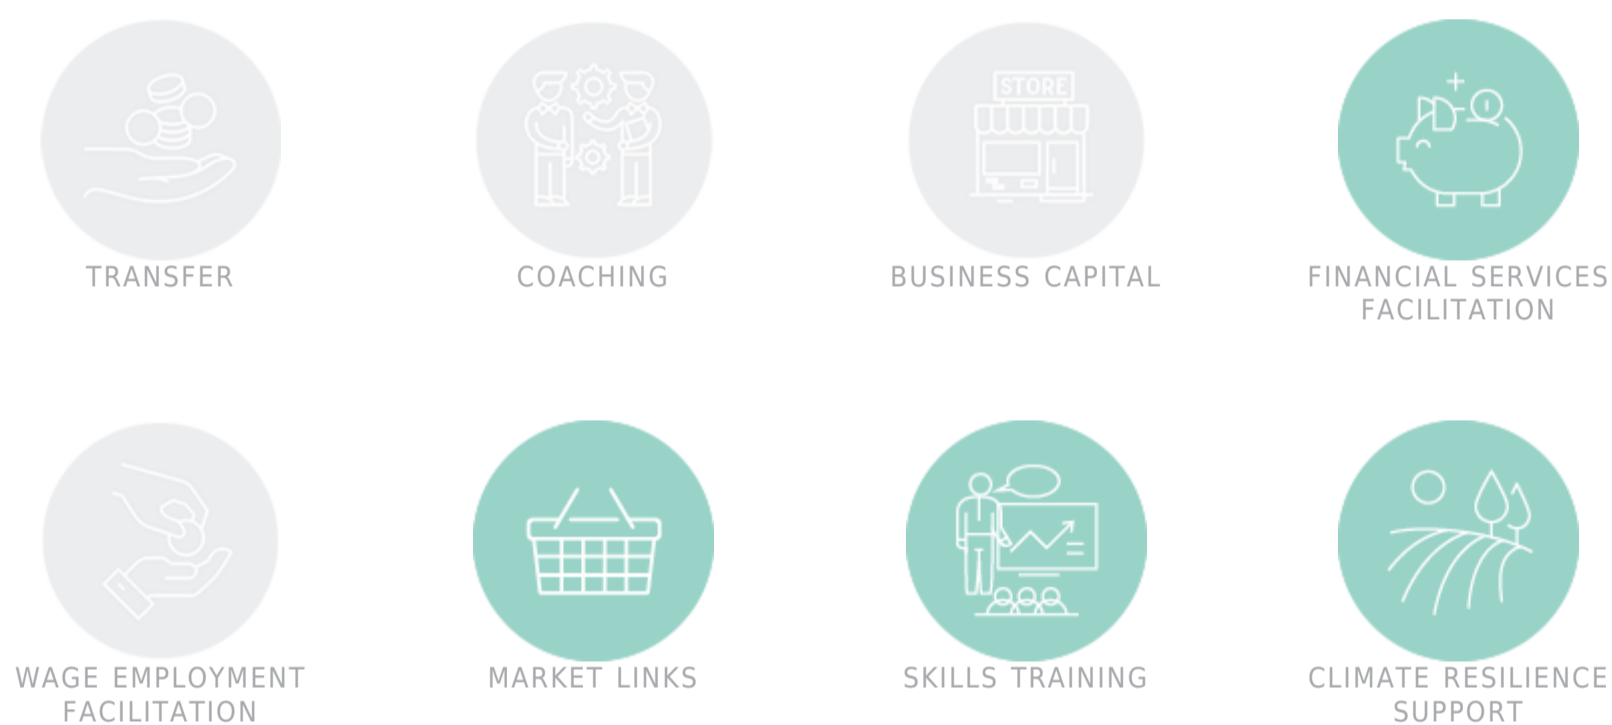 STORE
TRANSFER
COACHING
BUSINESS CAPITAL
FINANCIAL SERVICES
FACILITATION
WAGE EMPLOYMENT
FACILITATION
MARKET LINKS
SKILLS TRAINING
CLIMATE RESILIENCE
SUPPORT